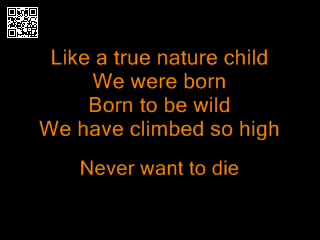 Like a true nature child
We were born
Born to be wild
We have climbed so high
Never want to die